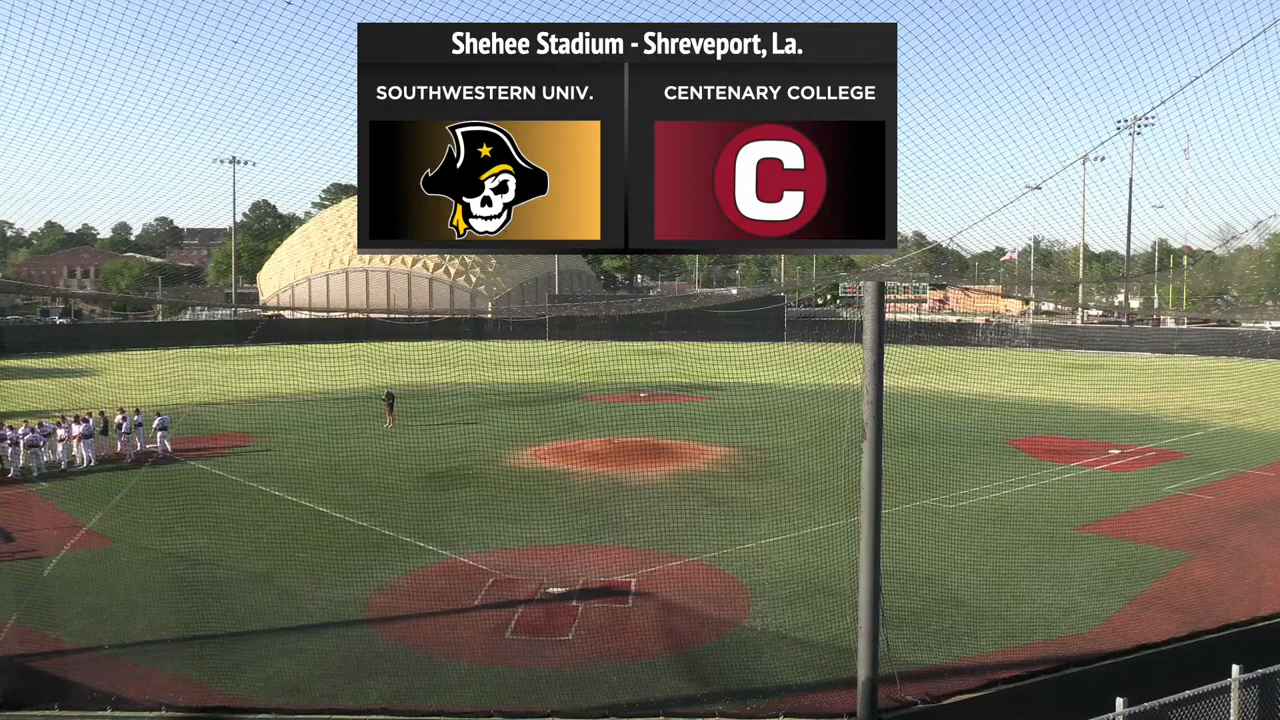 Shehee Stadium - Shreveport, La.
SOUTHWESTERN UNIV.
CENTENARY COLLEGE
C